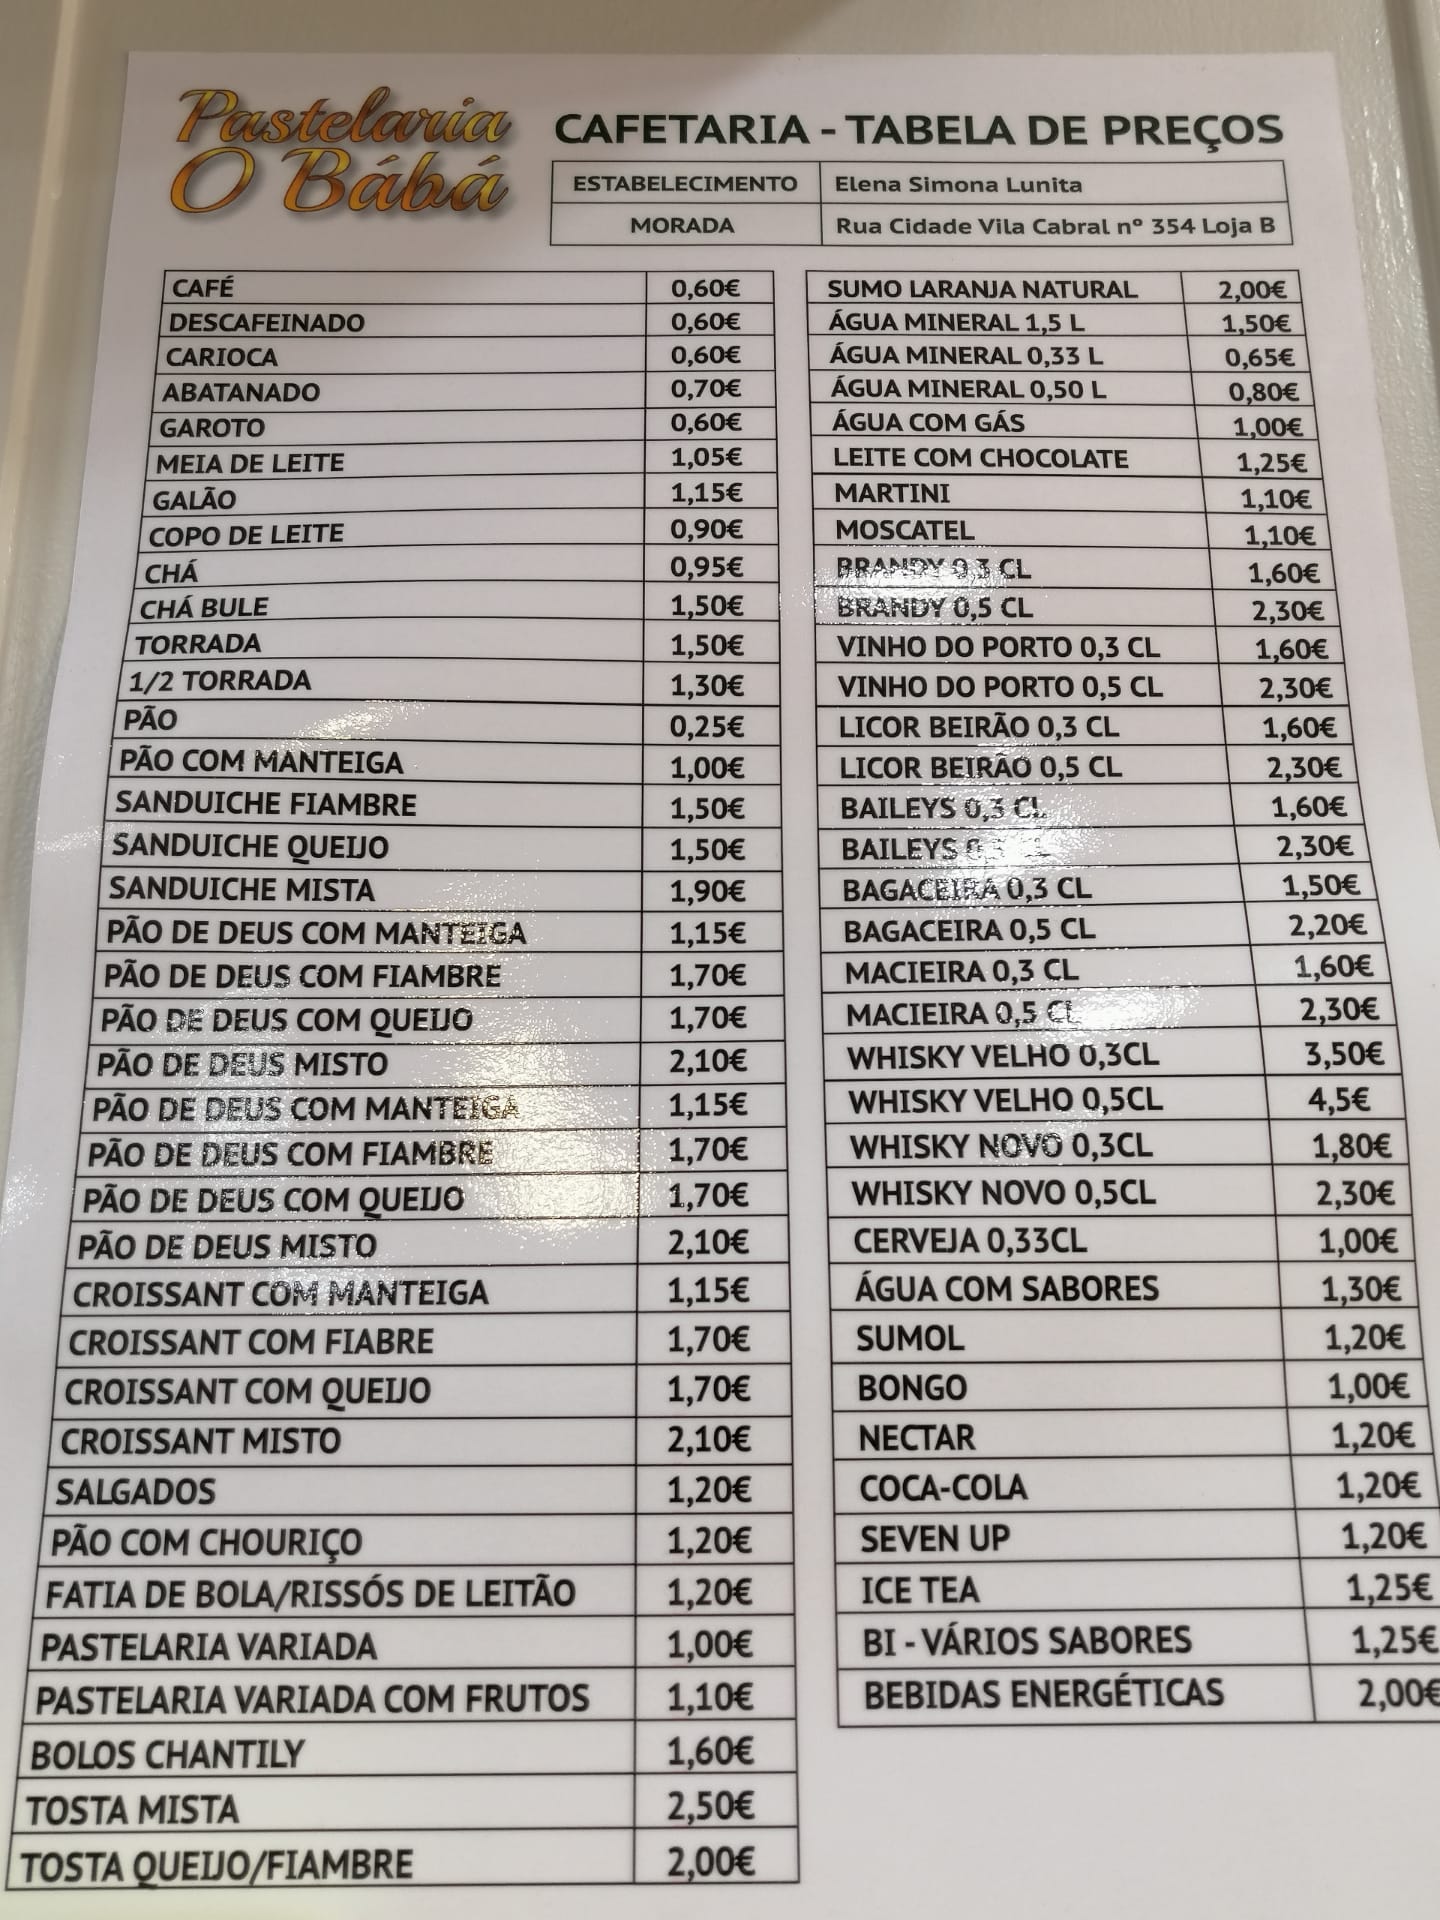 Pastelaria
O Bábá
CAFETARIA - TABELA DE PREÇOS
ESTABELECIMENTO Elena Simona Lunita
MORADA Rua Cidade Vila Cabral nº 354 Loja B
CAFÉ 0,60€
DESCAFEINADO 0,60€
CARIOCA 0,60€
ABATANADO 0,70€
GAROTO 0,60€
MEIA DE LEITE 1,05€
GALÃO 1,15€
COPO DE LEITE 0,90€
CHÁ 0,95€
CHÁ BULE 1,50€
TORRADA 1,50€
1/2 TORRADA 1,30€
PÃO 0,25€
PÃO COM MANTEIGA 1,00€
SANDUICHE FIAMBRE 1,50€
SANDUICHE QUEIJO 1,50€
SANDUICHE MISTA 1,90€
PÃO DE DEUS COM MANTEIGA 1,15€
PÃO DE DEUS COM FIAMBRE 1,70€
PÃO DE DEUS COM QUEIJO 1,70€
PÃO DE DEUS MISTO 2,10€
PÃO DE DEUS COM MANTEIGA 1,15€
PÃO DE DEUS COM FIAMBRE 1,70€
PÃO DE DEUS COM QUEIJO 1,70€
PÃO DE DEUS MISTO 2,10€
CROISSANT COM MANTEIGA 1,15€
CROISSANT COM FIABRE 1,70€
CROISSANT COM QUEIJO 1,70€
CROISSANT MISTO 2,10€
SALGADOS 1,20€
PÃO COM CHOURIÇO 1,20€
FATIA DE BOLA/RISSÓS DE LEITÃO 1,20€
PASTELARIA VARIADA 1,00€
PASTELARIA VARIADA COM FRUTOS 1,10€
BOLOS CHANTILY 1,60€
TOSTA MISTA 2,50€
TOSTA QUEIJO/FIAMBRE 2,00€
SUMO LARANJA NATURAL 2,00€
ÁGUA MINERAL 1,5 L 1,50€
ÁGUA MINERAL 0,33 L 0,65€
ÁGUA MINERAL 0,50 L 0,80€
ÁGUA COM GÁS 1,00€
LEITE COM CHOCOLATE 1,25€
MARTINI 1,10€
MOSCATEL 1,10€
BRANDY 0,3 CL 1,60€
BRANDY 0,5 CL 2,30€
VINHO DO PORTO 0,3 CL 1,60€
VINHO DO PORTO 0,5 CL 2,30€
LICOR BEIRÃO 0,3 CL 1,60€
LICOR BEIRÃO 0,5 CL 2,30€
BAILEYS 0,3 CL 1,60€
BAILEYS 2,30€
BAGACEIRA 0,3 CL 1,50€
BAGACEIRA 0,5 CL 2,20€
MACIEIRA 0,3 CL 1,60€
MACIEIRA 0,5 CL 2,30€
WHISKY VELHO 0,3CL 3,50€
WHISKY VELHO 0,5CL 4,5€
WHISKY NOVO 0,3CL 1,80€
WHISKY NOVO 0,5CL 2,30€
CERVEJA 0,33CL 1,00€
ÁGUA COM SABORES 1,30€
SUMOL 1,20€
BONGO 1,00€
NECTAR 1,20€
COCA-COLA 1,20€
SEVEN UP 1,20€
ICE TEA 1,25€
BI - VÁRIOS SABORES 1,25€
BEBIDAS ENERGÉTICAS 2,00€